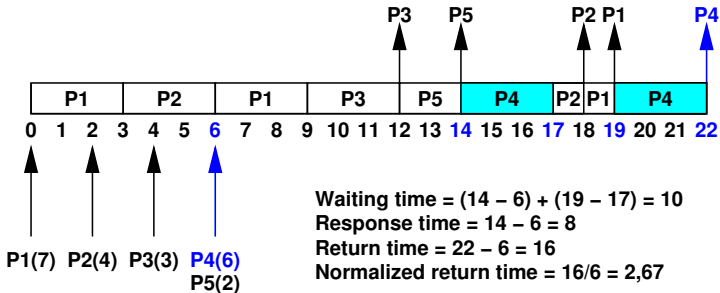 P3 P5 P2 P1 P4
P1 P2 P1 P3 P5 P4 P2 P1 P4
0 1 2 3 4 5 6 7 8 9 10 11 12 13 14 15 16 17 18 19 20 21 22
Waiting time = (14 − 6) + (19 − 17) = 10
Response time = 14 − 6 = 8
Return time = 22 − 6 = 16
Normalized return time = 16/6 = 2,67
P1(7) P2(4) P3(3) P4(6)
P5(2)